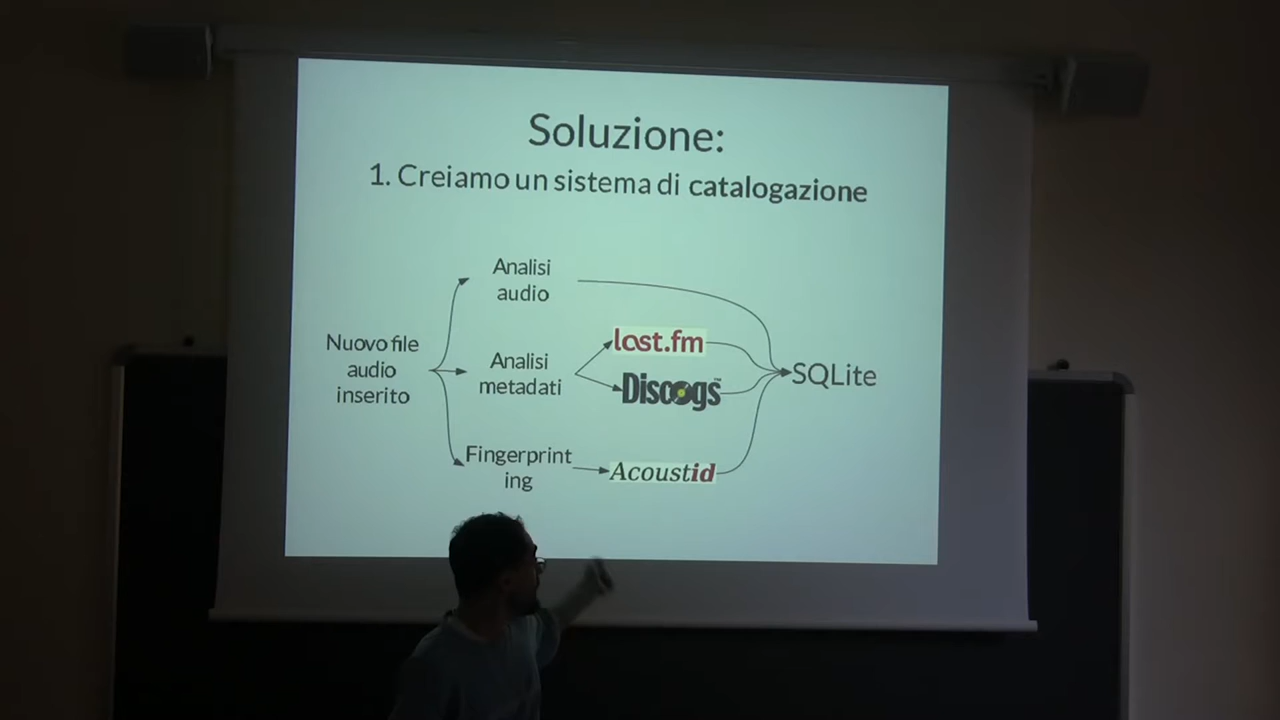 Soluzione:
1. Creiamo un sistema di catalogazione
Analisi
audio
Nuovo file
audio
inserito
Analisi
metadati
last.fm
Discogs™
SQLite
Fingerprint
ing
Acoustid